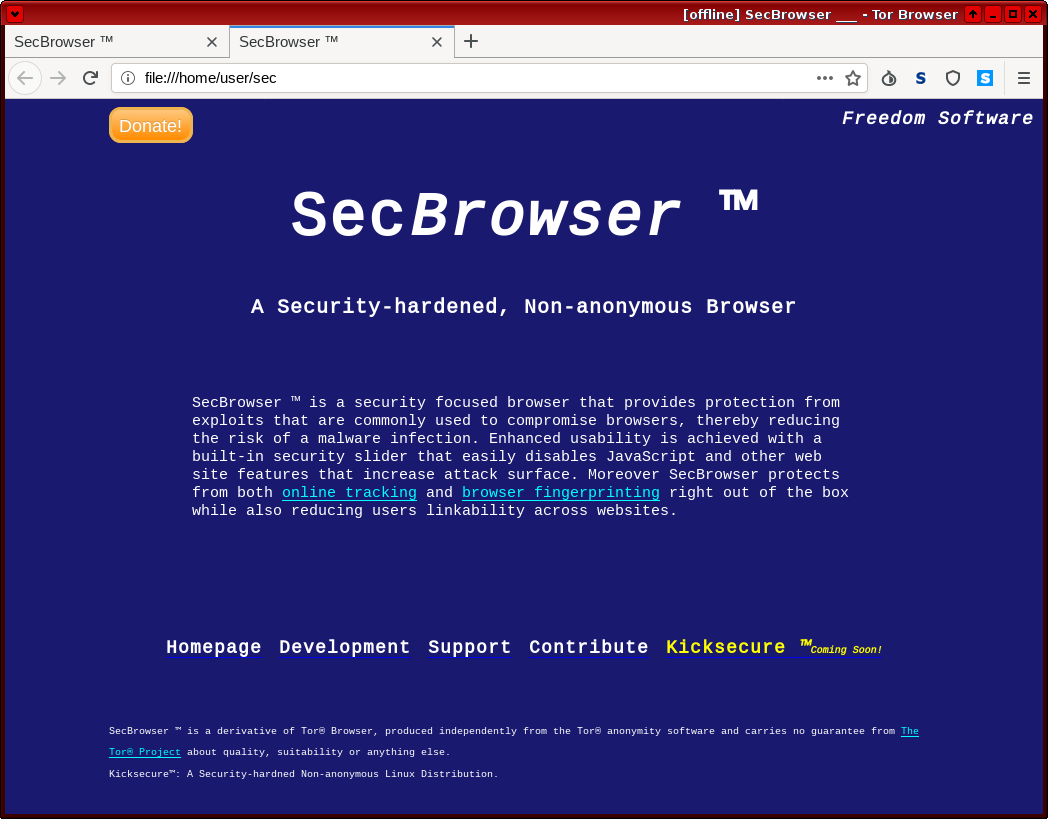 [offline] SecBrowser ___ - Tor Browser
SecBrowser ™ SecBrowser ™
file:///home/user/sec
Donate!
Freedom Software
SecBrowser ™
A Security-hardened, Non-anonymous Browser
SecBrowser ™ is a security focused browser that provides protection from
exploits that are commonly used to compromise browsers, thereby reducing
the risk of a malware infection. Enhanced usability is achieved with a
built-in security slider that easily disables JavaScript and other web
site features that increase attack surface. Moreover SecBrowser protects
from both online tracking and browser fingerprinting right out of the box
while also reducing users linkability across websites.
Homepage Development Support Contribute Kicksecure ™Coming Soon!
SecBrowser ™ is a derivative of Tor® Browser, produced independently from the Tor® anonymity software and carries no guarantee from The
Tor® Project about quality, suitability or anything else.
Kicksecure™: A Security-hardned Non-anonymous Linux Distribution.